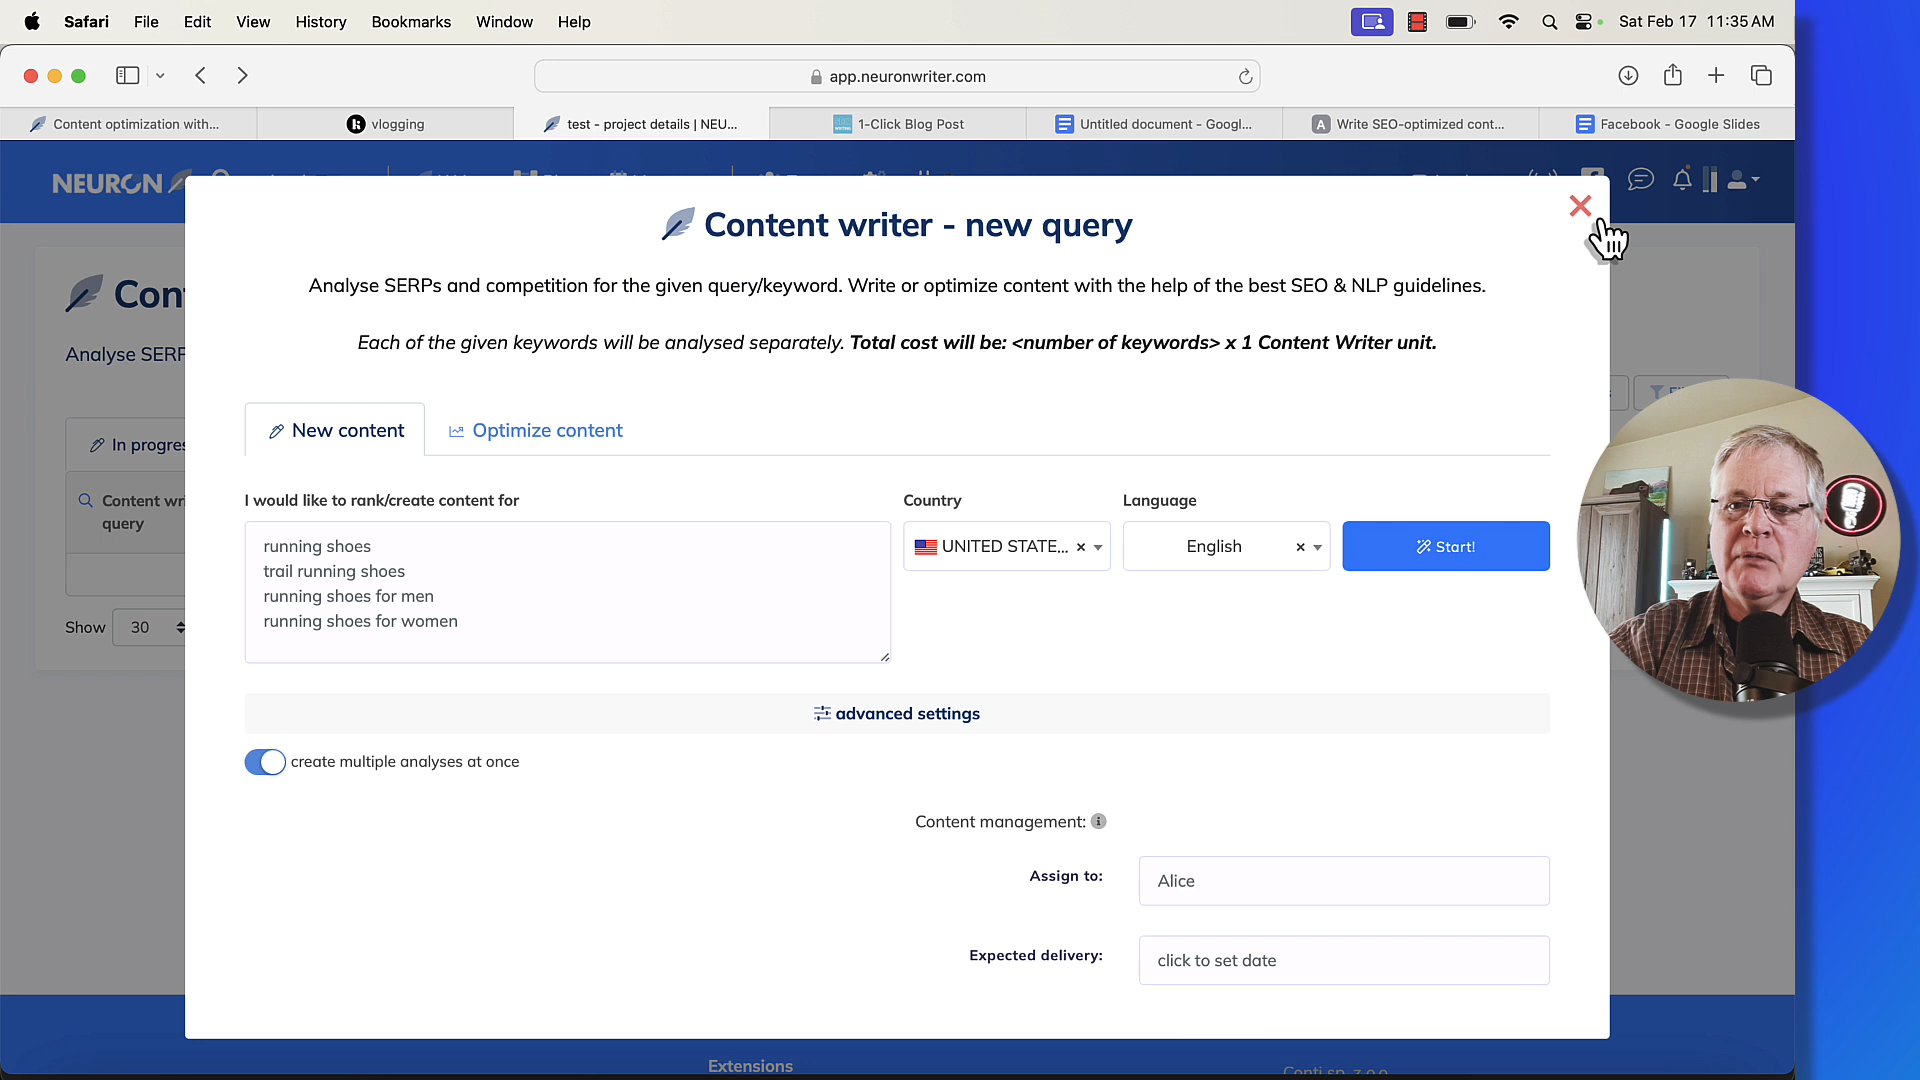 Safari File Edit View History Bookmarks Window Help Sat Feb 17 11:35 AM
app.neuronwriter.com
Content optimization with...
vlogging
test - project details | NEU...
1-Click Blog Post
Untitled document - Googl...
Write SEO-optimized cont...
Facebook - Google Slides
NEURON
Content writer - new query
Analyse SERPs and competition for the given query/keyword. Write or optimize content with the help of the best SEO & NLP guidelines.
Each of the given keywords will be analysed separately. Total cost will be: <number of keywords> x 1 Content Writer unit.
Con
Analyse SERP
In progres
Content wri
query
Show 30
New content
Optimize content
I would like to rank/create content for
Country
Language
running shoes
trail running shoes
running shoes for men
running shoes for women
UNITED STATE...
English
Start!
advanced settings
create multiple analyses at once
Content management:
Assign to:
Alice
Expected delivery:
click to set date
Extensions